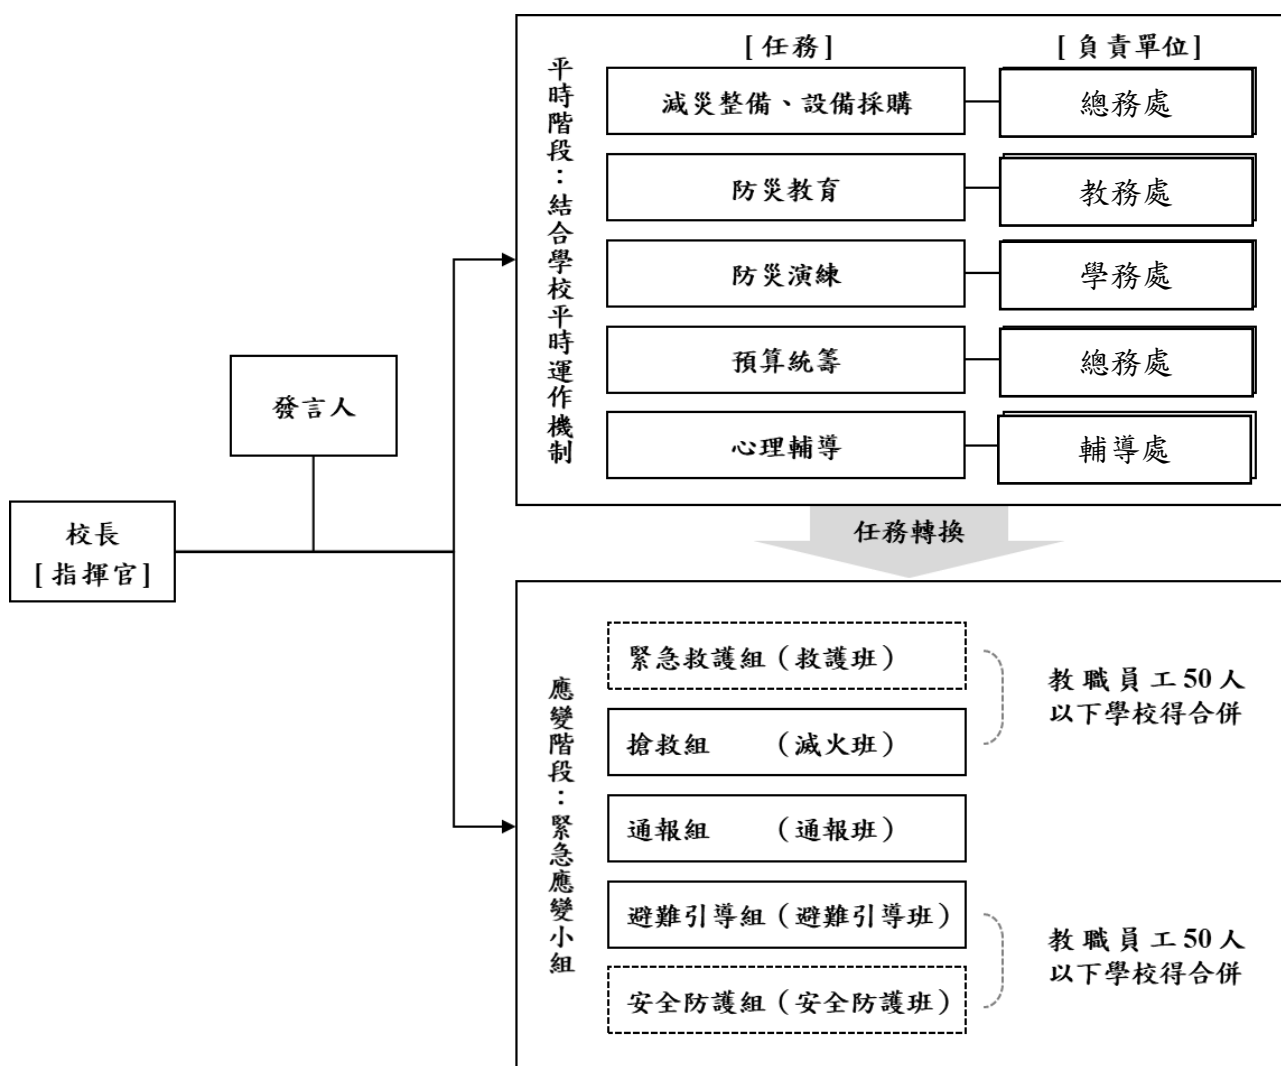 校長
[指揮官]
發言人
平時階段：結合學校平時運作機制
[任務]
[負責單位]
減災整備、設備採購
總務處
防災教育
教務處
防災演練
學務處
預算統籌
總務處
心理輔導
輔導處
任務轉換
應變階段：緊急應變小組
緊急救護組（救護班）
搶救組　　（滅火班）
教職員工50人
以下學校得合併
通報組　　（通報班）
避難引導組（避難引導班）
安全防護組（安全防護班）
教職員工50人
以下學校得合併